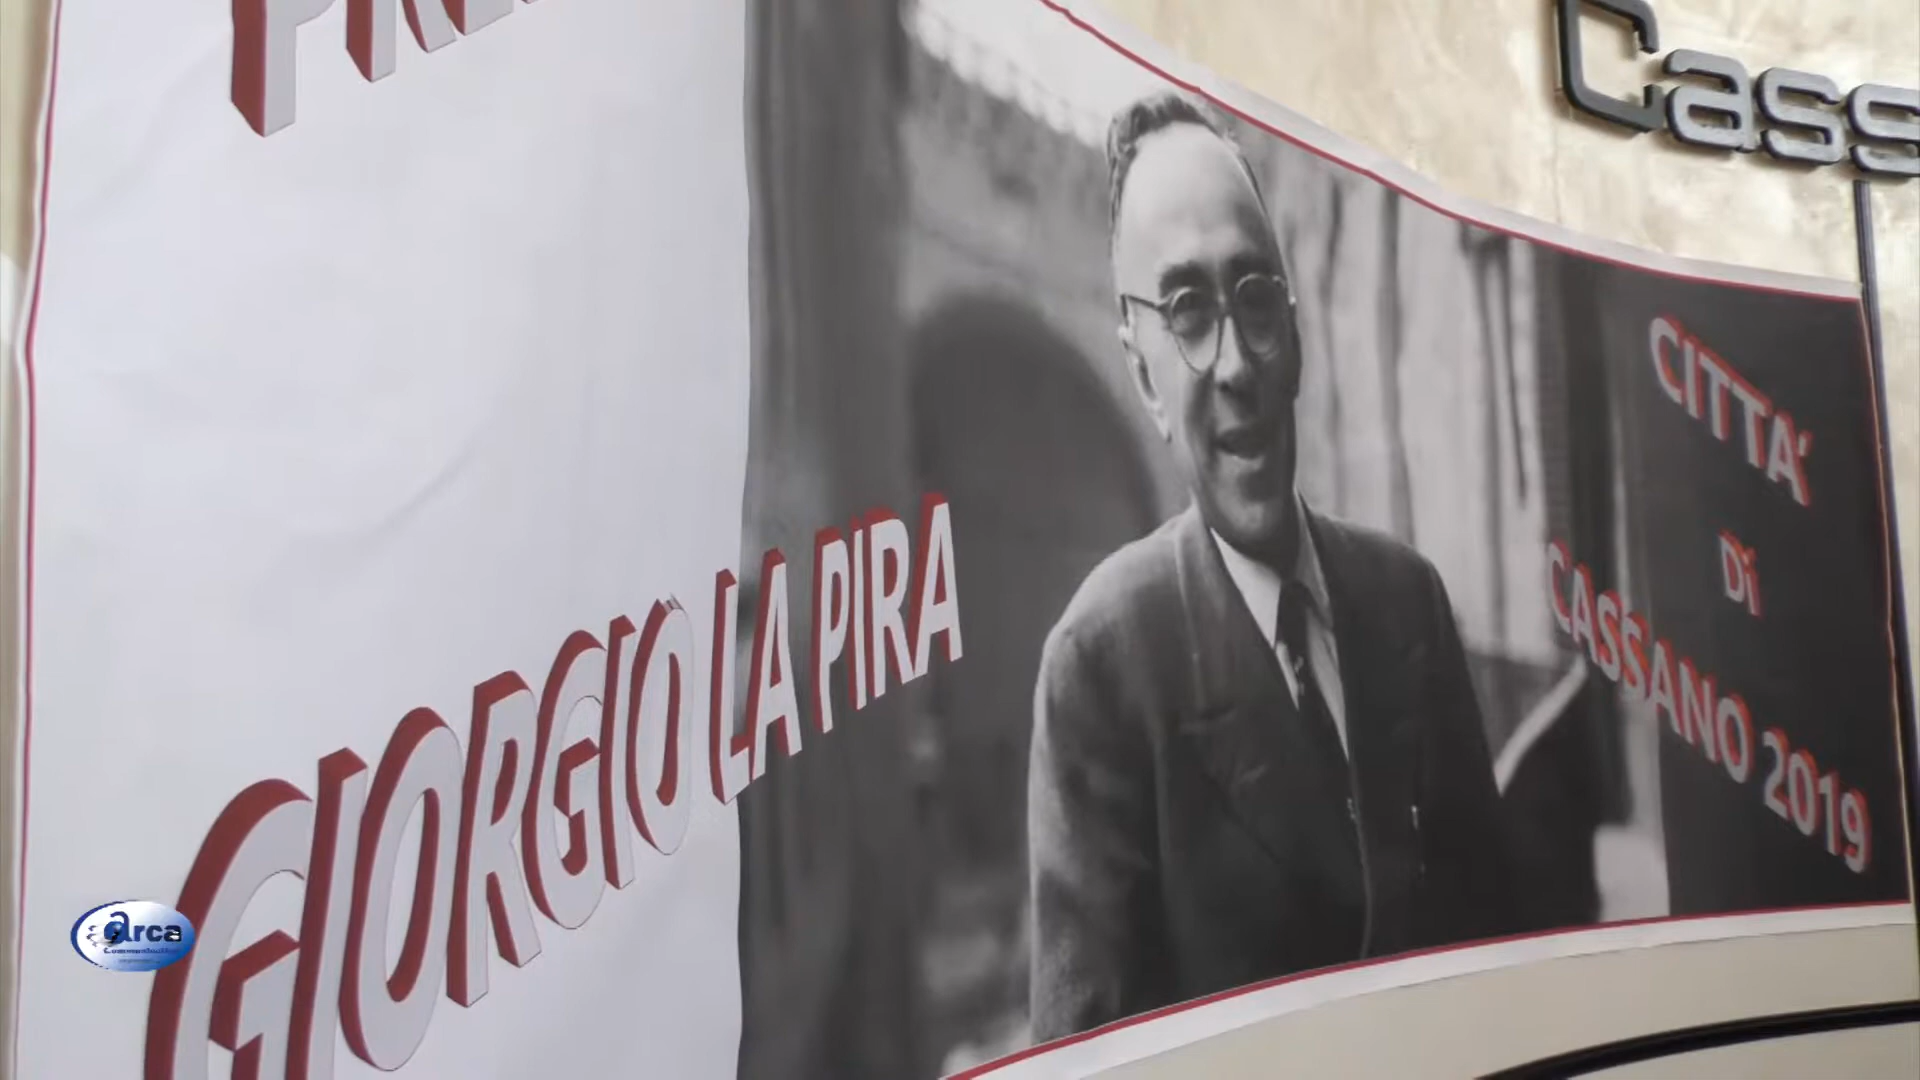 GIORGIO LA PIRA
CITTA'
Di
CASSANO 2019
Cass
arca